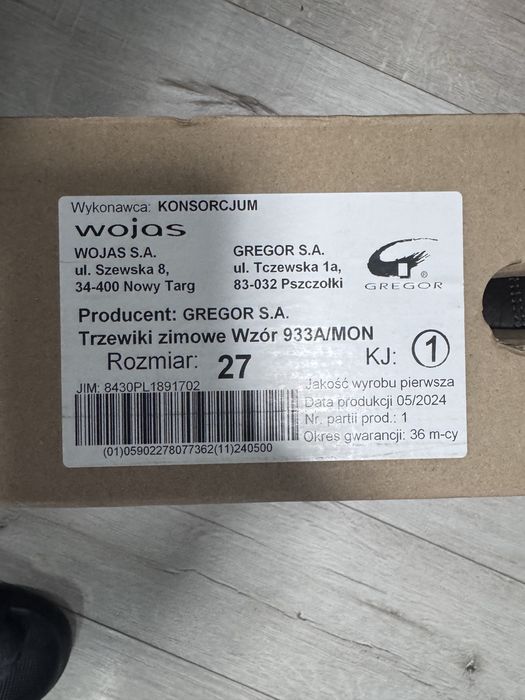 Wykonawca: KONSORCJUM
wojas
WOJAS S.A.
ul. Szewska 8,
34-400 Nowy Targ
GREGOR S.A.
ul. Tczewska 1a,
83-032 Pszczołki
®
GREGOR
Producent: GREGOR S.A.
Trzewiki zimowe Wzór 933A/MON
Rozmiar: 27 KJ: 1
JIM: 8430PL1891702
(01)05902278077362(11)240500
Jakość wyrobu pierwsza
Data produkcji 05/2024
Nr. partii prod.: 1
Okres gwarancji: 36 m-cy